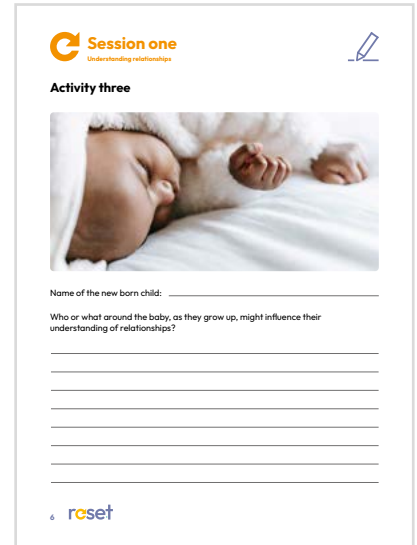 Session one
Understanding relationships
Activity three
Name of the new born child:
Who or what around the baby, as they grow up, might influence their
understanding of relationships?
6
reset